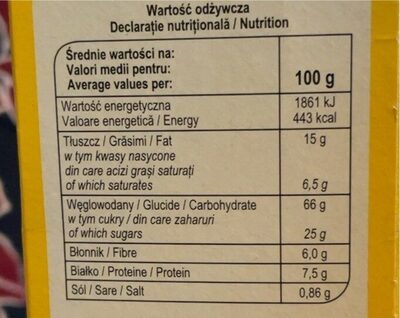 Wartość odżywcza
Declarație nutrițională / Nutrition
Średnie wartości na:
Valori medii pentru:
Average values per: 100 g
Wartość energetyczna 1861 kJ
Valoare energetică / Energy 443 kcal
Tłuszcz / Grăsimi / Fat 15 g
w tym kwasy nasycone
din care acizi grași saturați
of which saturates 6,5 g
Węglowodany / Glucide / Carbohydrate 66 g
w tym cukry / din care zaharuri
of which sugars 25 g
Błonnik / Fibre 6,0 g
Białko / Proteine / Protein 7,5 g
Sól / Sare / Salt 0,86 g